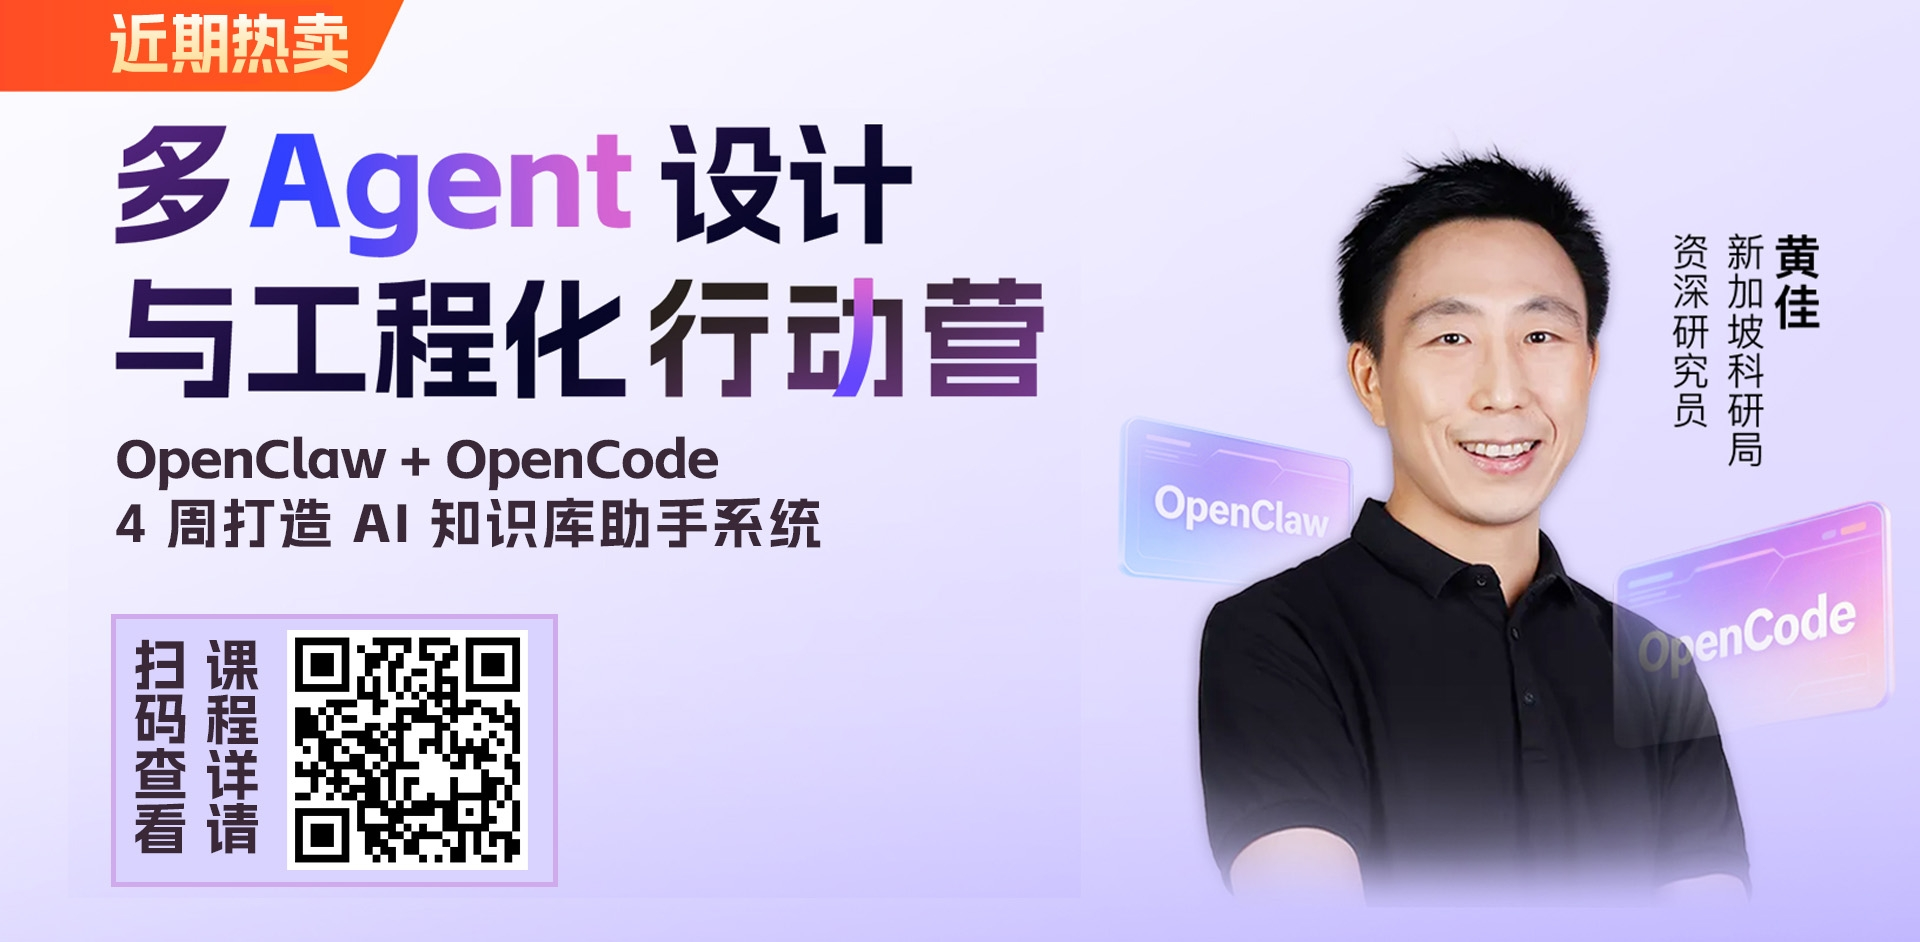 近期热卖
多Agent 设计
与工程化 行动营
OpenClaw + OpenCode
4 周打造 AI 知识库助手系统
扫码查看
课程详请
黄佳
新加坡科研局
资深研究员
OpenClaw
OpenCode